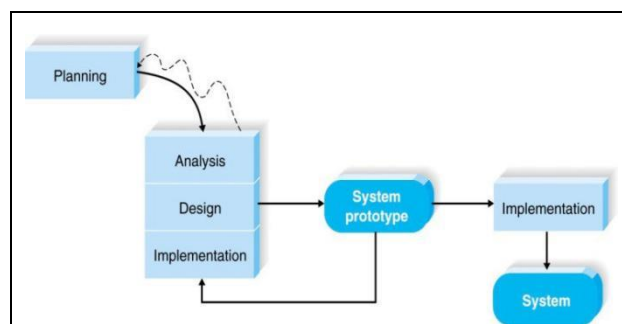 Planning
Analysis
Design
Implementation
System
prototype
Implementation
System